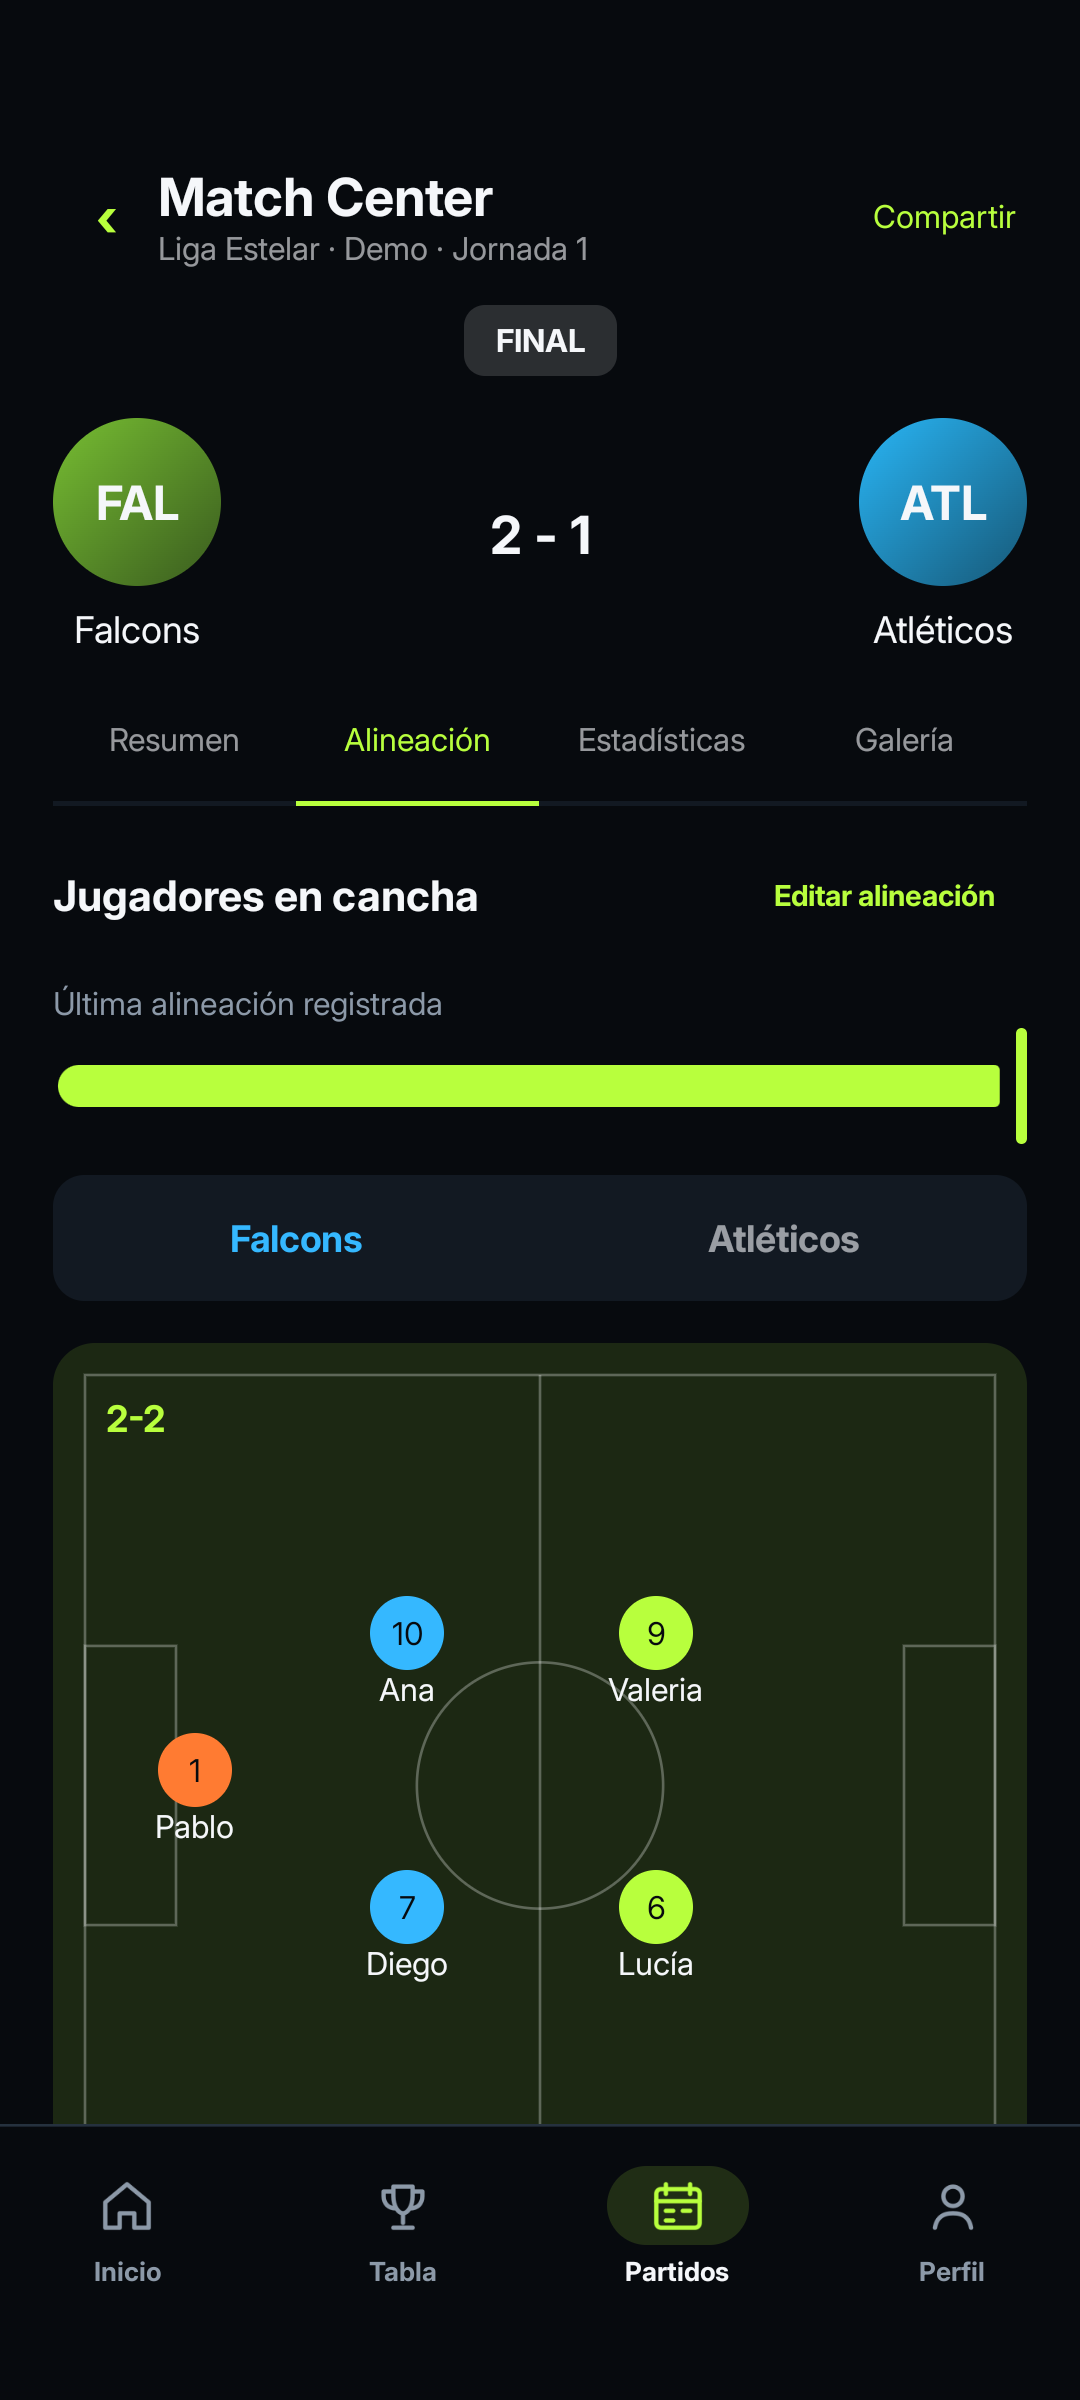 ‹
Match Center
Compartir
Liga Estelar · Demo · Jornada 1
FINAL
FAL
2 - 1
ATL
Falcons
Atléticos
Resumen
Alineación
Estadísticas
Galería
Jugadores en cancha
Editar alineación
Última alineación registrada
Falcons
Atléticos
2-2
10
Ana
9
Valeria
1
Pablo
7
Diego
6
Lucía
Inicio
Tabla
Partidos
Perfil